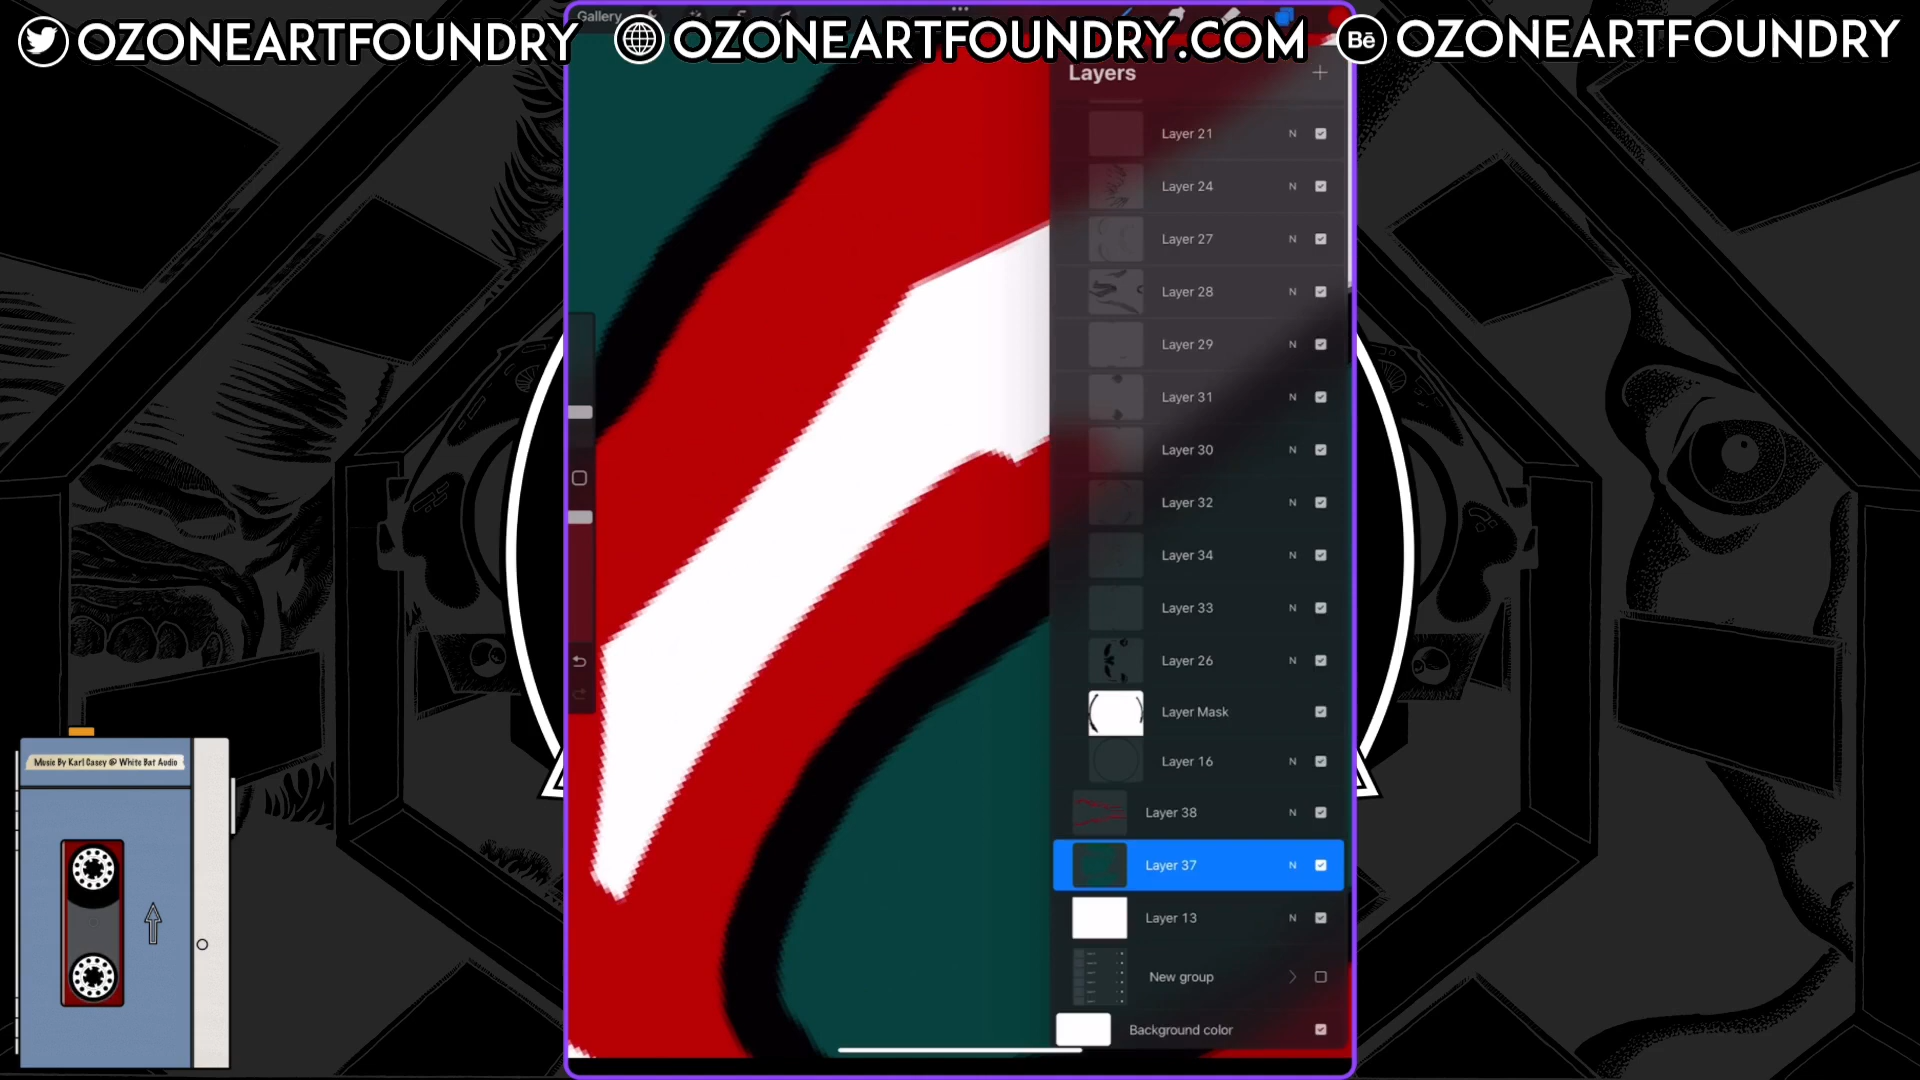 OZONEARTFOUNDRY
OZONEARTFOUNDRY.COM
Bē OZONEARTFOUNDRY
Gallery
Layers
Layer 21 N
Layer 24 N
Layer 27 N
Layer 28 N
Layer 29 N
Layer 31 N
Layer 30 N
Layer 32 N
Layer 34 N
Layer 33 N
Layer 26 N
Layer Mask
Layer 16 N
Layer 38 N
Layer 37 N
Layer 13 N
New group
Background color
Music By Karl Casey @ White Bat Audio